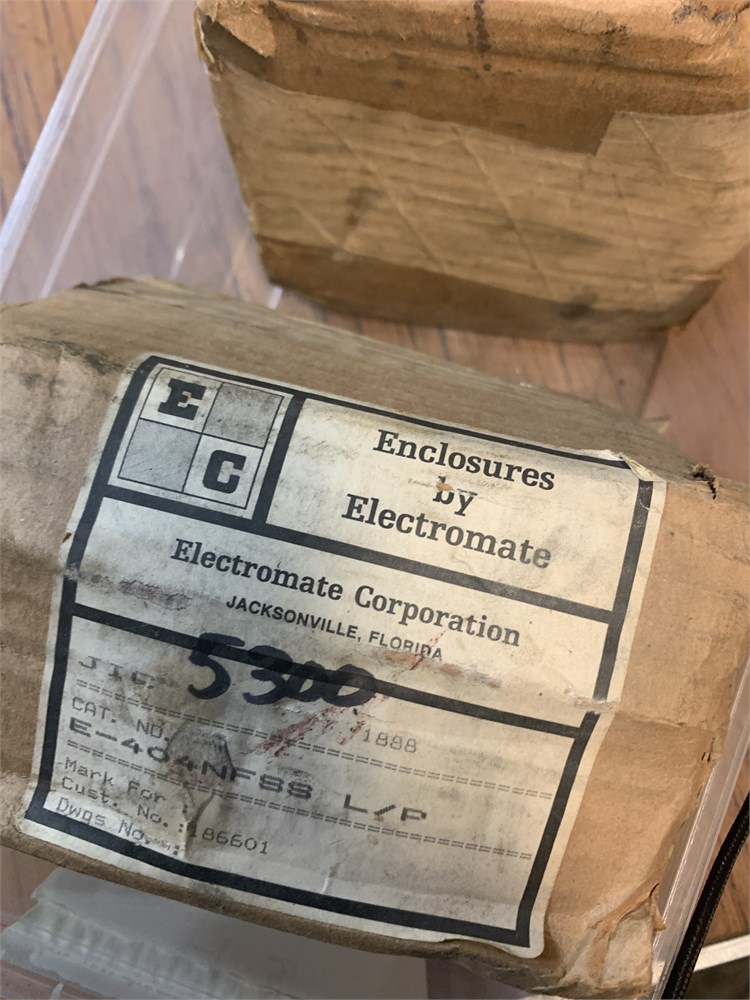 E
C
Enclosures
by
Electromate
Electromate Corporation
JACKSONVILLE, FLORIDA
5300
JIC
CAT. NO. 1888
E-404NFSS L/P
Mark For :
Cust. No.:186601
Dwgs No. :